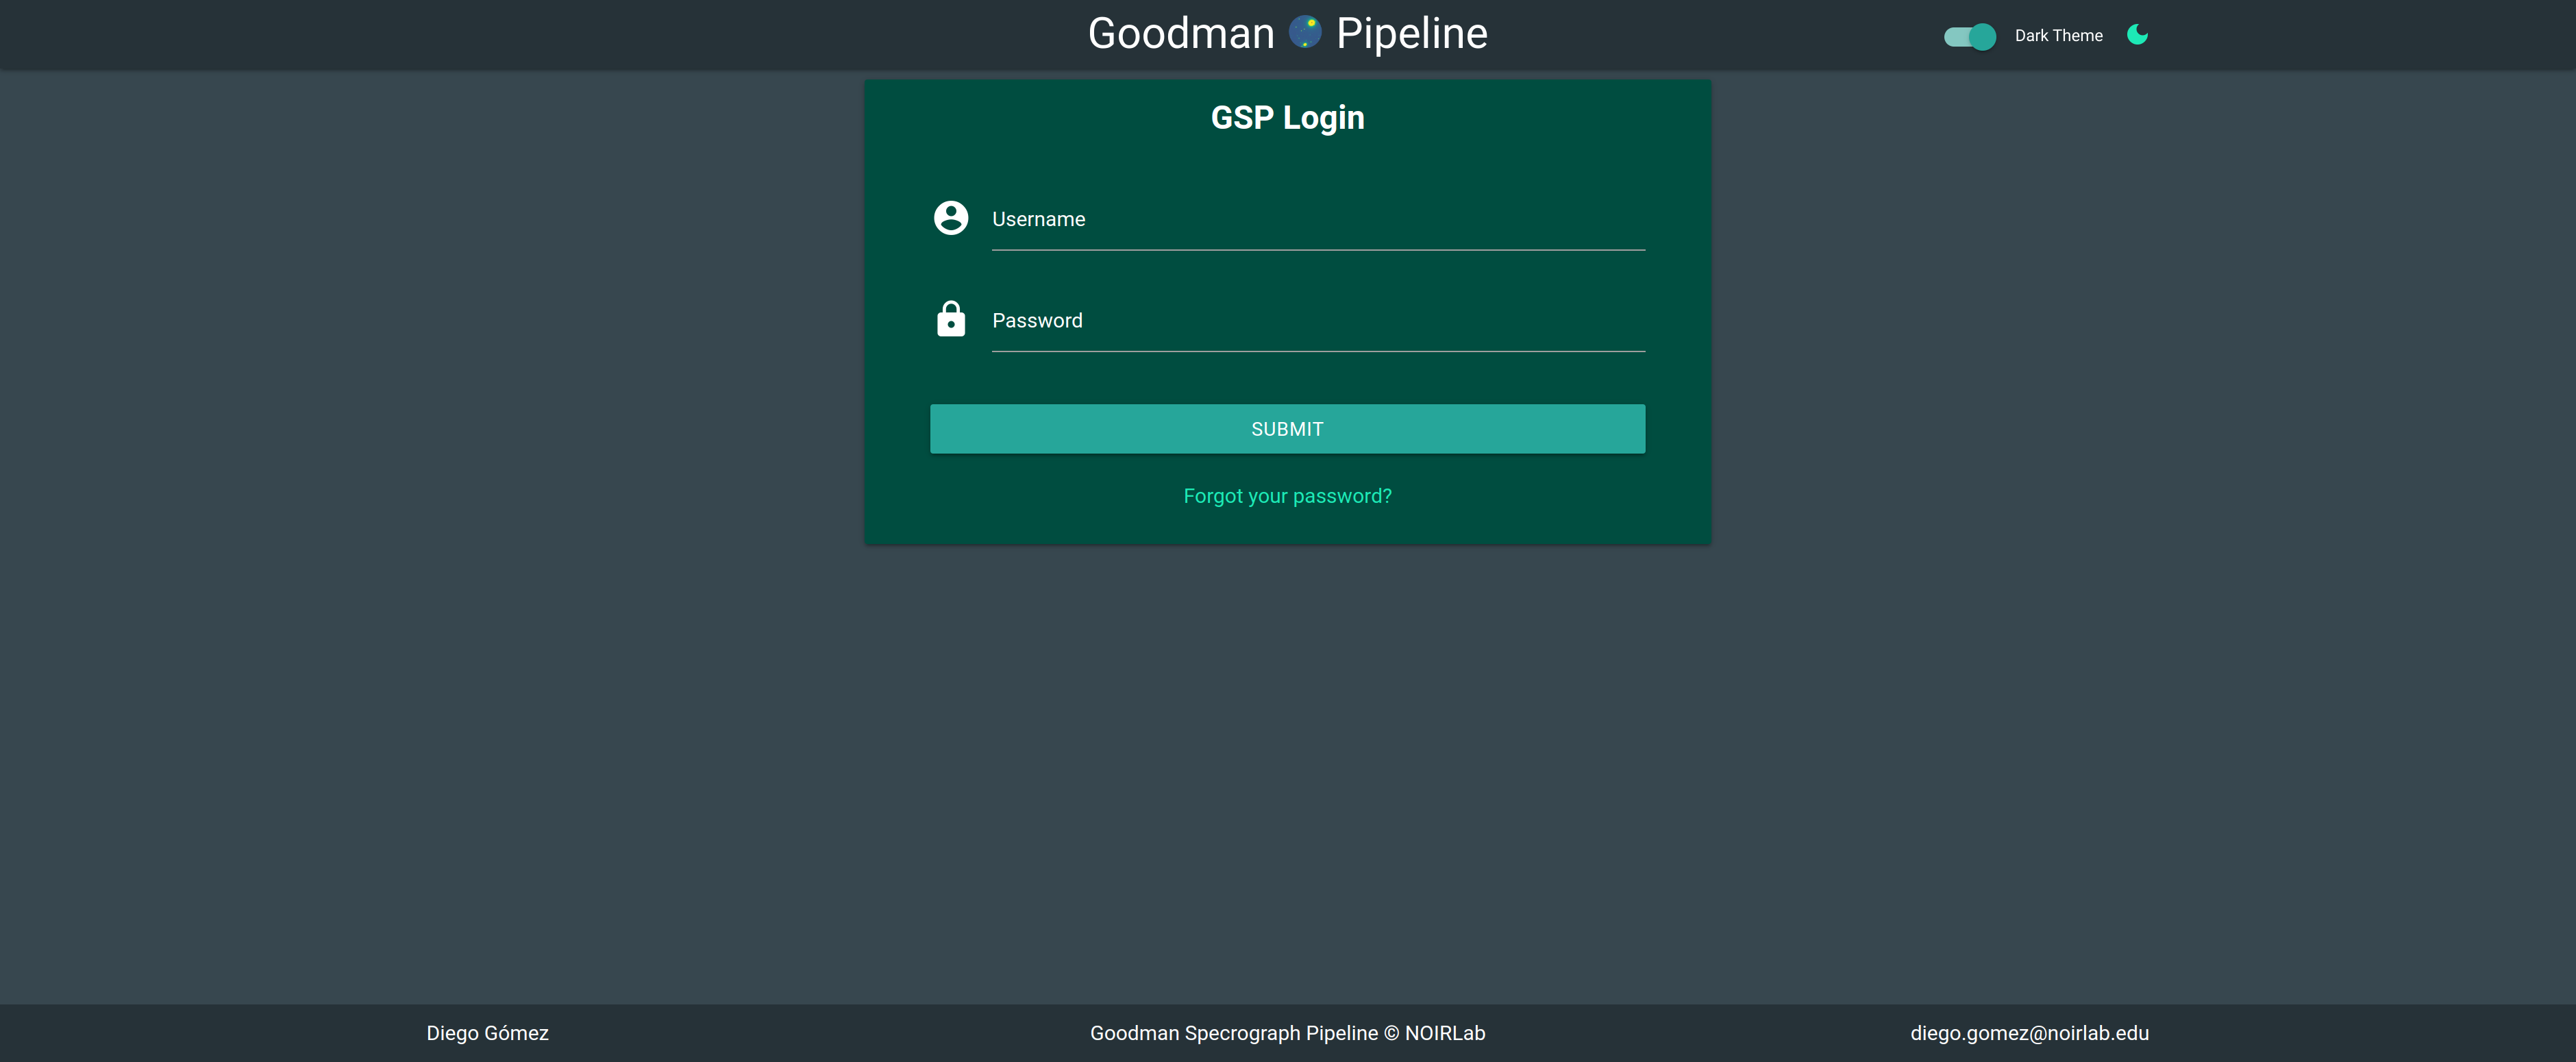 Goodman Pipeline
Dark Theme
GSP Login
Username
Password
SUBMIT
Forgot your password?
Diego Gómez
Goodman Specrograph Pipeline © NOIRLab
diego.gomez@noirlab.edu